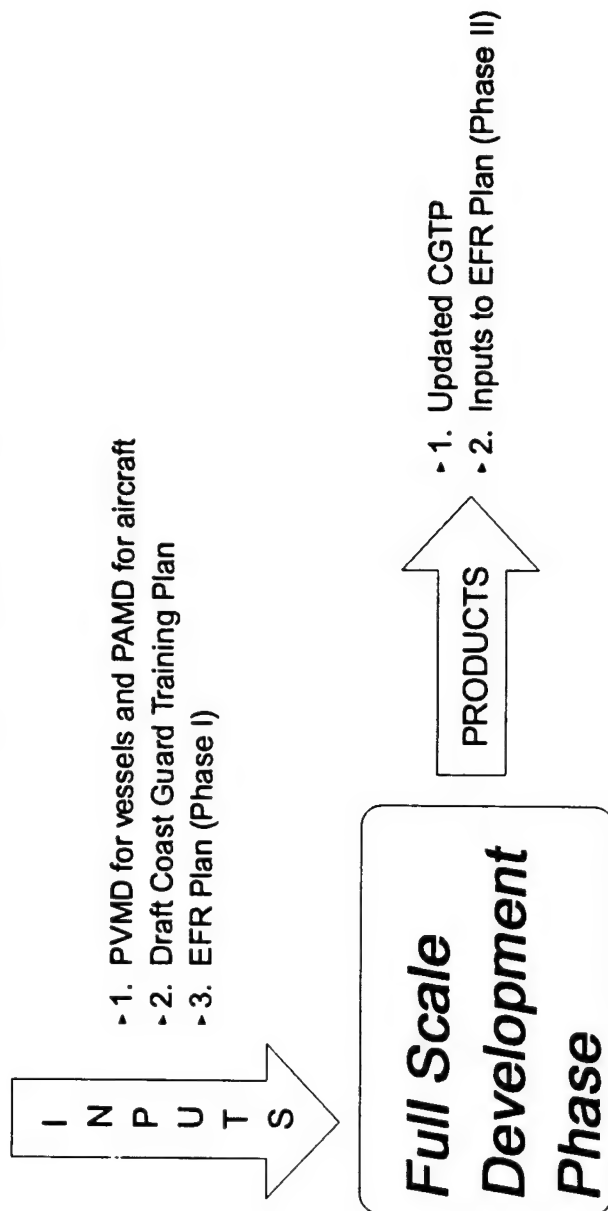 INPUTS
1. PVMD for vessels and PAMD for aircraft
2. Draft Coast Guard Training Plan
3. EFR Plan (Phase I)
Full Scale
Development
Phase
PRODUCTS
1. Updated CGTP
2. Inputs to EFR Plan (Phase II)